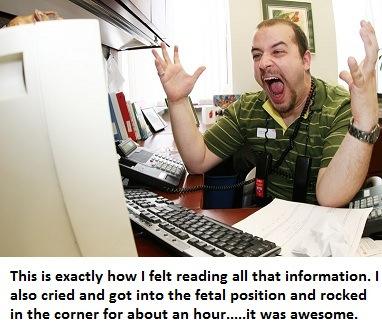 This is exactly how I felt reading all that information. I
also cried and got into the fetal position and rocked
in the corner for about an hour.....it was awesome.